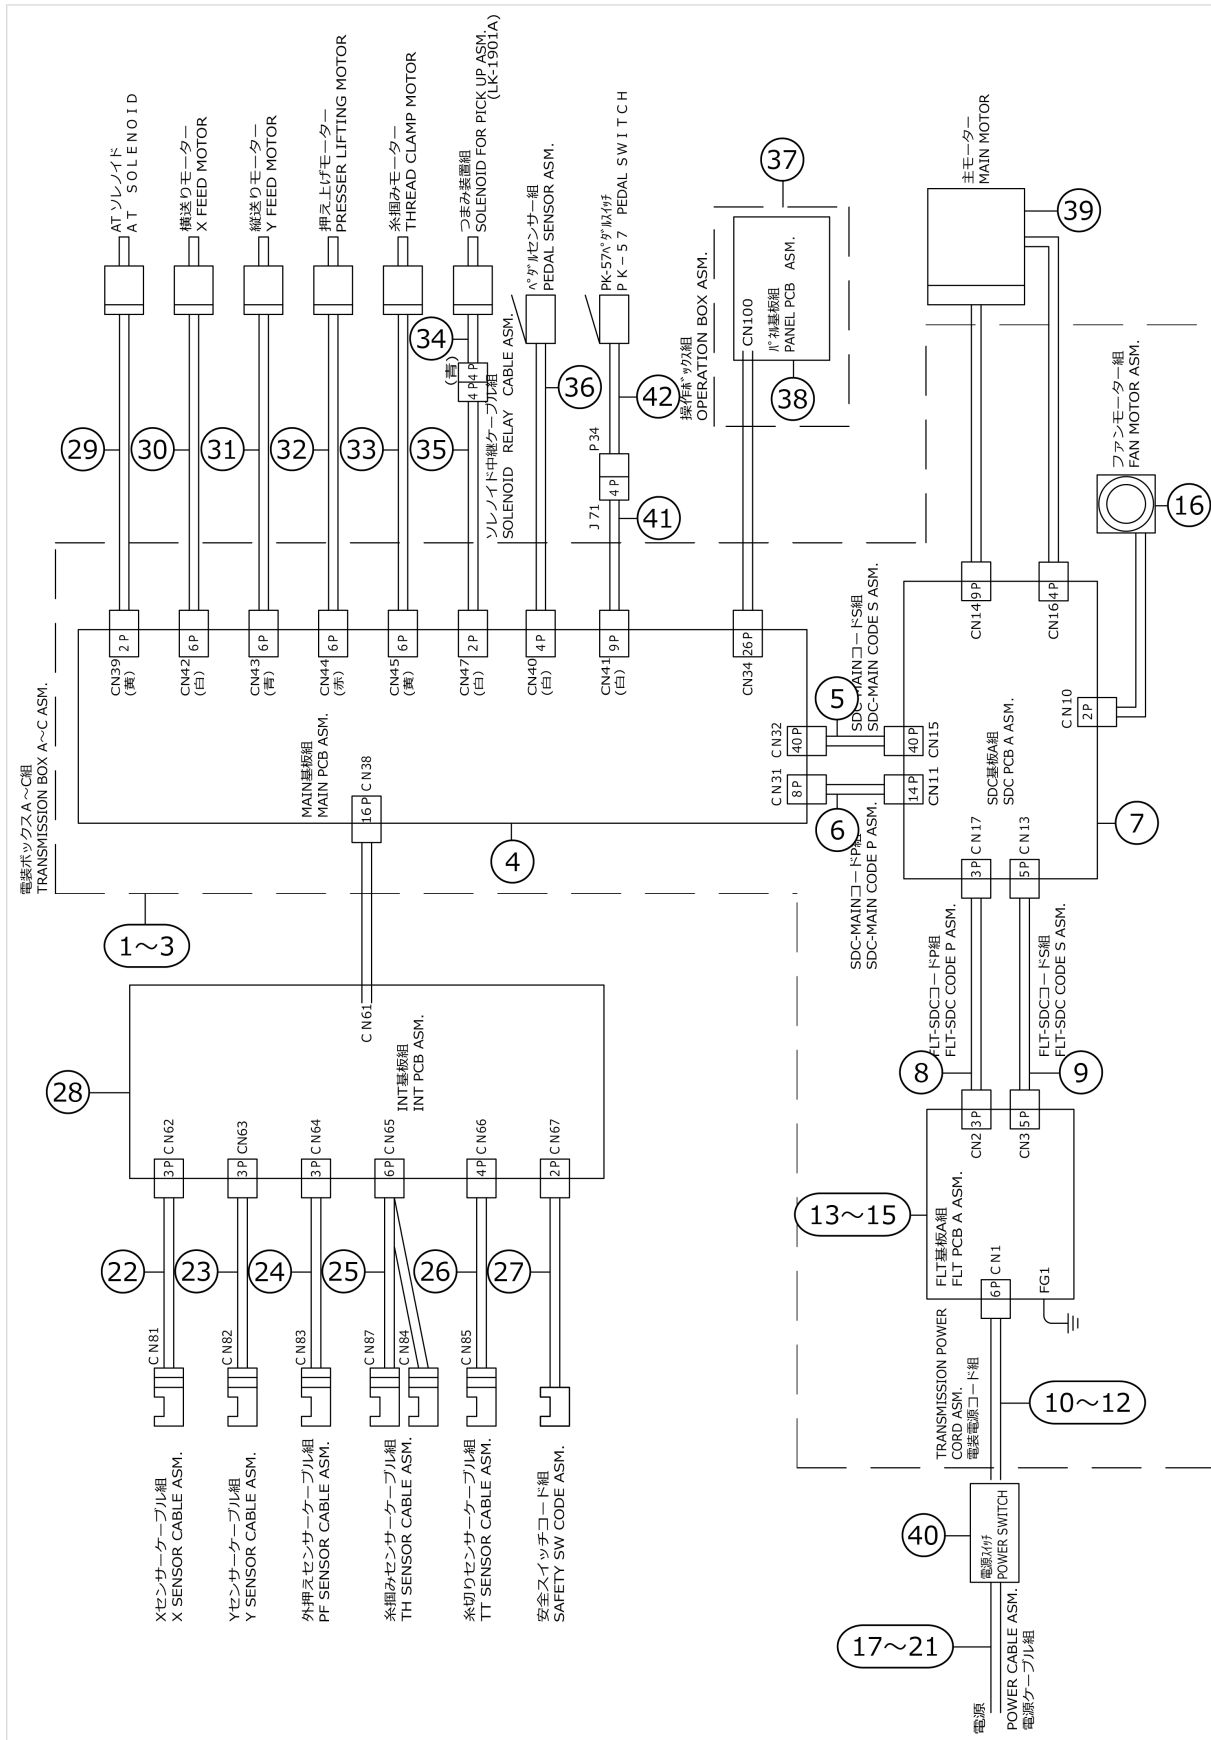 ATソレノイド
AT SOLENOID
横送りモーター
X FEED MOTOR
縦送りモーター
Y FEED MOTOR
押え上げモーター
PRESSER LIFTING MOTOR
糸掴みモーター
THREAD CLAMP MOTOR
つまみ装置組
SOLENOID FOR PICK UP ASM.
(LK-1901A)
ペダルセンサー組
PEDAL SENSOR ASM.
PK-57ペダルスイッチ
PK-57 PEDAL SWITCH
37
操作ボックス組
OPERATION BOX ASM.
CN100
パネル基板組
PANEL PCB ASM.
38
主モーター
MAIN MOTOR
39
ファンモーター組
FAN MOTOR ASM.
16
29
30
31
32
33
34
35
36
42
41
(青)
4P
4P
ソレノイド中継ケーブル組
SOLENOID RELAY CABLE ASM.
P34
4P
J71
電装ボックスA~C組
TRANSMISSION BOX A~C ASM.
1~3
2P
CN39
(黄)
6P
CN42
(白)
6P
CN43
(青)
6P
CN44
(赤)
6P
CN45
(黄)
2P
CN47
(白)
4P
CN40
(白)
9P
CN41
(白)
26P
CN34
MAIN基板組
MAIN PCB ASM.
16P
CN38
4
CN32
40P
CN31
8P
5
6
SDC-MAINコードS組
SDC-MAIN CODE S ASM.
SDC-MAINコードP組
SDC-MAIN CODE P ASM.
40P
CN15
14P
CN11
CN14
9P
CN16
4P
CN10
2P
SDC基板A組
SDC PCB A ASM.
7
3P
CN17
5P
CN13
FLT-SDCコードP組
FLT-SDC CODE P ASM.
FLT-SDCコードS組
FLT-SDC CODE S ASM.
8
9
CN2
3P
CN3
5P
13~15
FLT基板A組
FLT PCB A ASM.
6P
CN1
FG1
TRANSMISSION POWER
CORD ASM.
電装電源コード組
10~12
40
電源スイッチ
POWER SWITCH
17~21
電源
POWER CABLE ASM.
電源ケーブル組
CN61
INT基板組
INT PCB ASM.
28
3P
CN62
3P
CN63
3P
CN64
6P
CN65
4P
CN66
2P
CN67
22
23
24
25
26
27
CN81
CN82
CN83
CN87
CN84
CN85
Xセンサーケーブル組
X SENSOR CABLE ASM.
Yセンサーケーブル組
Y SENSOR CABLE ASM.
外押えセンサーケーブル組
PF SENSOR CABLE ASM.
糸掴みセンサーケーブル組
TH SENSOR CABLE ASM.
糸切りセンサーケーブル組
TT SENSOR CABLE ASM.
安全スイッチコード組
SAFETY SW CODE ASM.